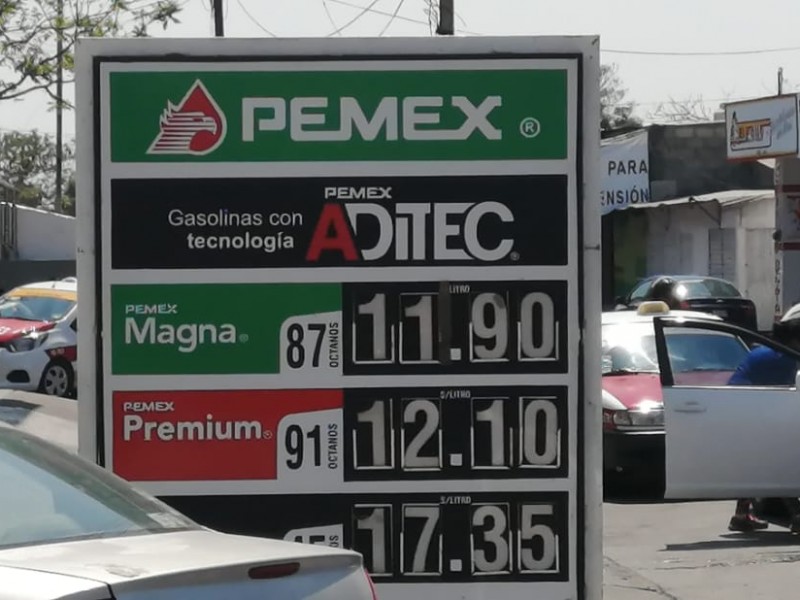 PEMEX ®
PEMEX
Gasolinas con
tecnología
ADITEC®
LITRO
PEMEX
Magna®
87 OCTANOS
11.90
$/LITRO
PEMEX
Premium®
91 OCTANOS
12.10
$/LITRO
17.35
PARA
ENSIÓN